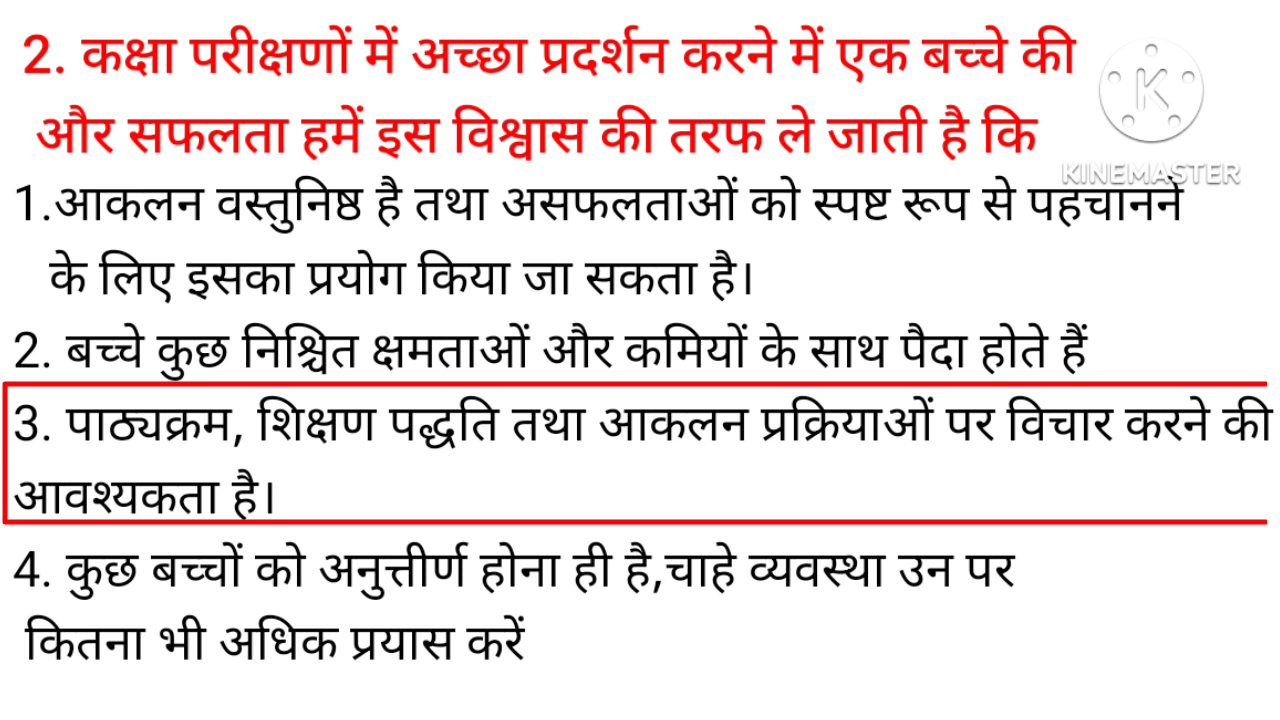 2. कक्षा परीक्षणों में अच्छा प्रदर्शन करने में एक बच्चे की
और सफलता हमें इस विश्वास की तरफ ले जाती है कि
KINEMASTER
1.आकलन वस्तुनिष्ठ है तथा असफलताओं को स्पष्ट रूप से पहचानने
के लिए इसका प्रयोग किया जा सकता है।
2. बच्चे कुछ निश्चित क्षमताओं और कमियों के साथ पैदा होते हैं
3. पाठ्यक्रम, शिक्षण पद्धति तथा आकलन प्रक्रियाओं पर विचार करने की
आवश्यकता है।
4. कुछ बच्चों को अनुत्तीर्ण होना ही है,चाहे व्यवस्था उन पर
कितना भी अधिक प्रयास करें